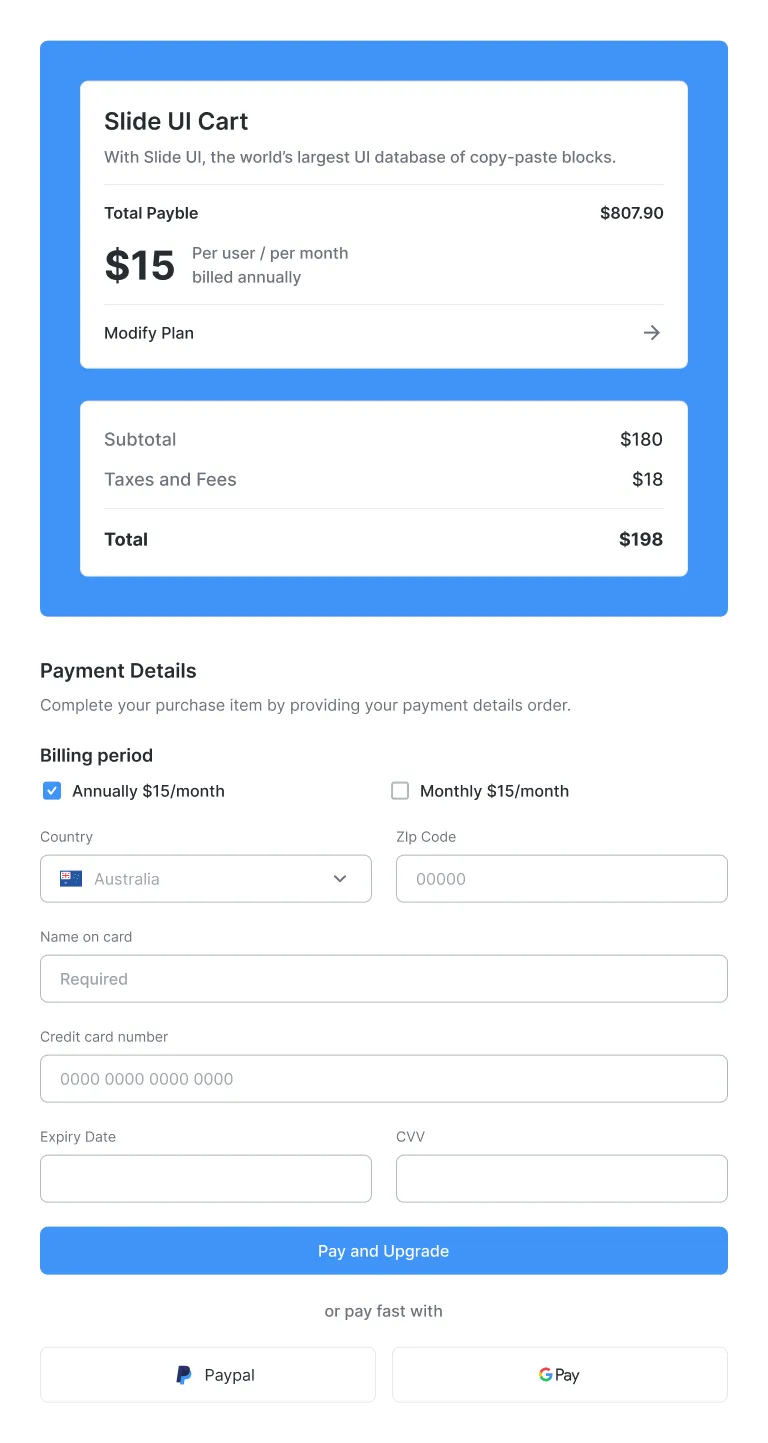 Slide UI Cart
With Slide UI, the world’s largest UI database of copy-paste blocks.
Total Payble $807.90
$15 Per user / per month
billed annually
Modify Plan
Subtotal $180
Taxes and Fees $18
Total $198
Payment Details
Complete your purchase item by providing your payment details order.
Billing period
Annually $15/month Monthly $15/month
Country ZIp Code
Australia 00000
Name on card
Required
Credit card number
0000 0000 0000 0000
Expiry Date CVV
Pay and Upgrade
or pay fast with
Paypal G Pay